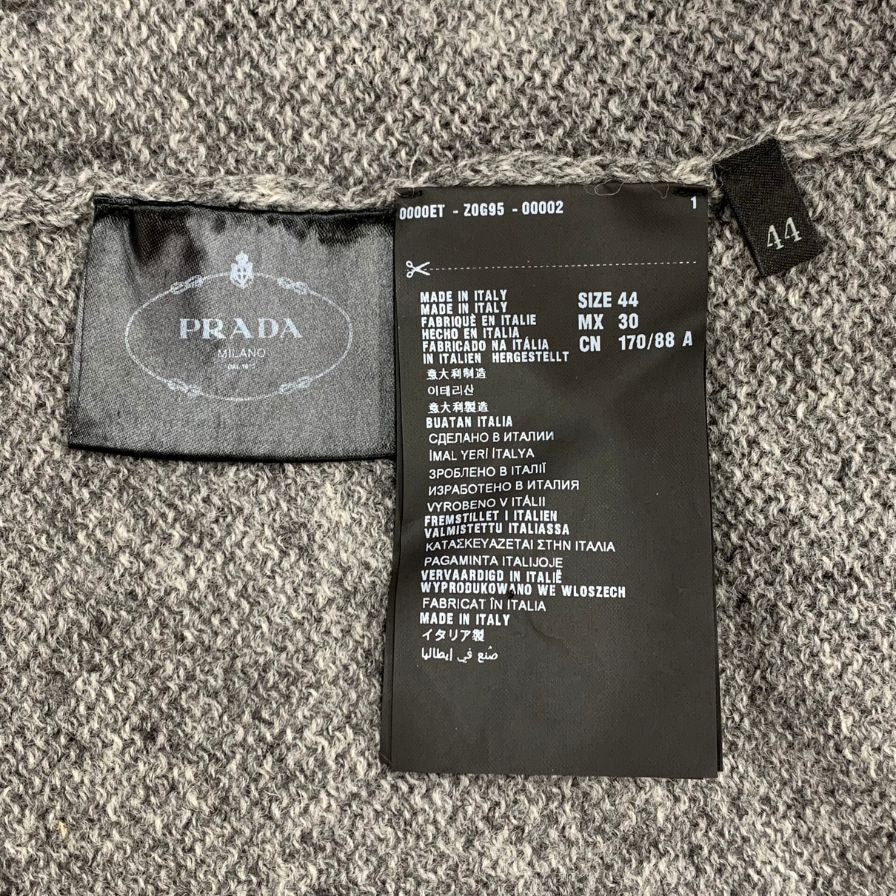 PRADA
MILANO
0000ET - Z0G95 - 00002 1
MADE IN ITALY
MADE IN ITALY
FABRIQUÉ EN ITALIE
HECHO EN ITALIA
FABRICADO NA ITÁLIA
IN ITALIEN HERGESTELLT
意大利制造
이태리산
意大利製造
BUATAN ITALIA
СДЕЛАНО В ИТАЛИИ
İMAL YERİ İTALYA
ЗРОБЛЕНО В ІТАЛІЇ
ИЗРАБОТЕНО В ИТАЛИЯ
VYROBENO V ITÁLII
FREMSTILLET I ITALIEN
VALMISTETTU ITALIASSA
ΚΑΤΑΣΚΕΥΑΖΕΤΑΙ ΣΤΗΝ ΙΤΑΛΙΑ
PAGAMINTA ITALIJOJE
VERVAARDIGD IN ITALIË
WYPRODUKOWANO WE WLOSZECH
FABRICAT ÎN ITALIA
MADE IN ITALY
イタリア製
صُنع في إيطاليا
SIZE 44
MX 30
CN 170/88 A
44